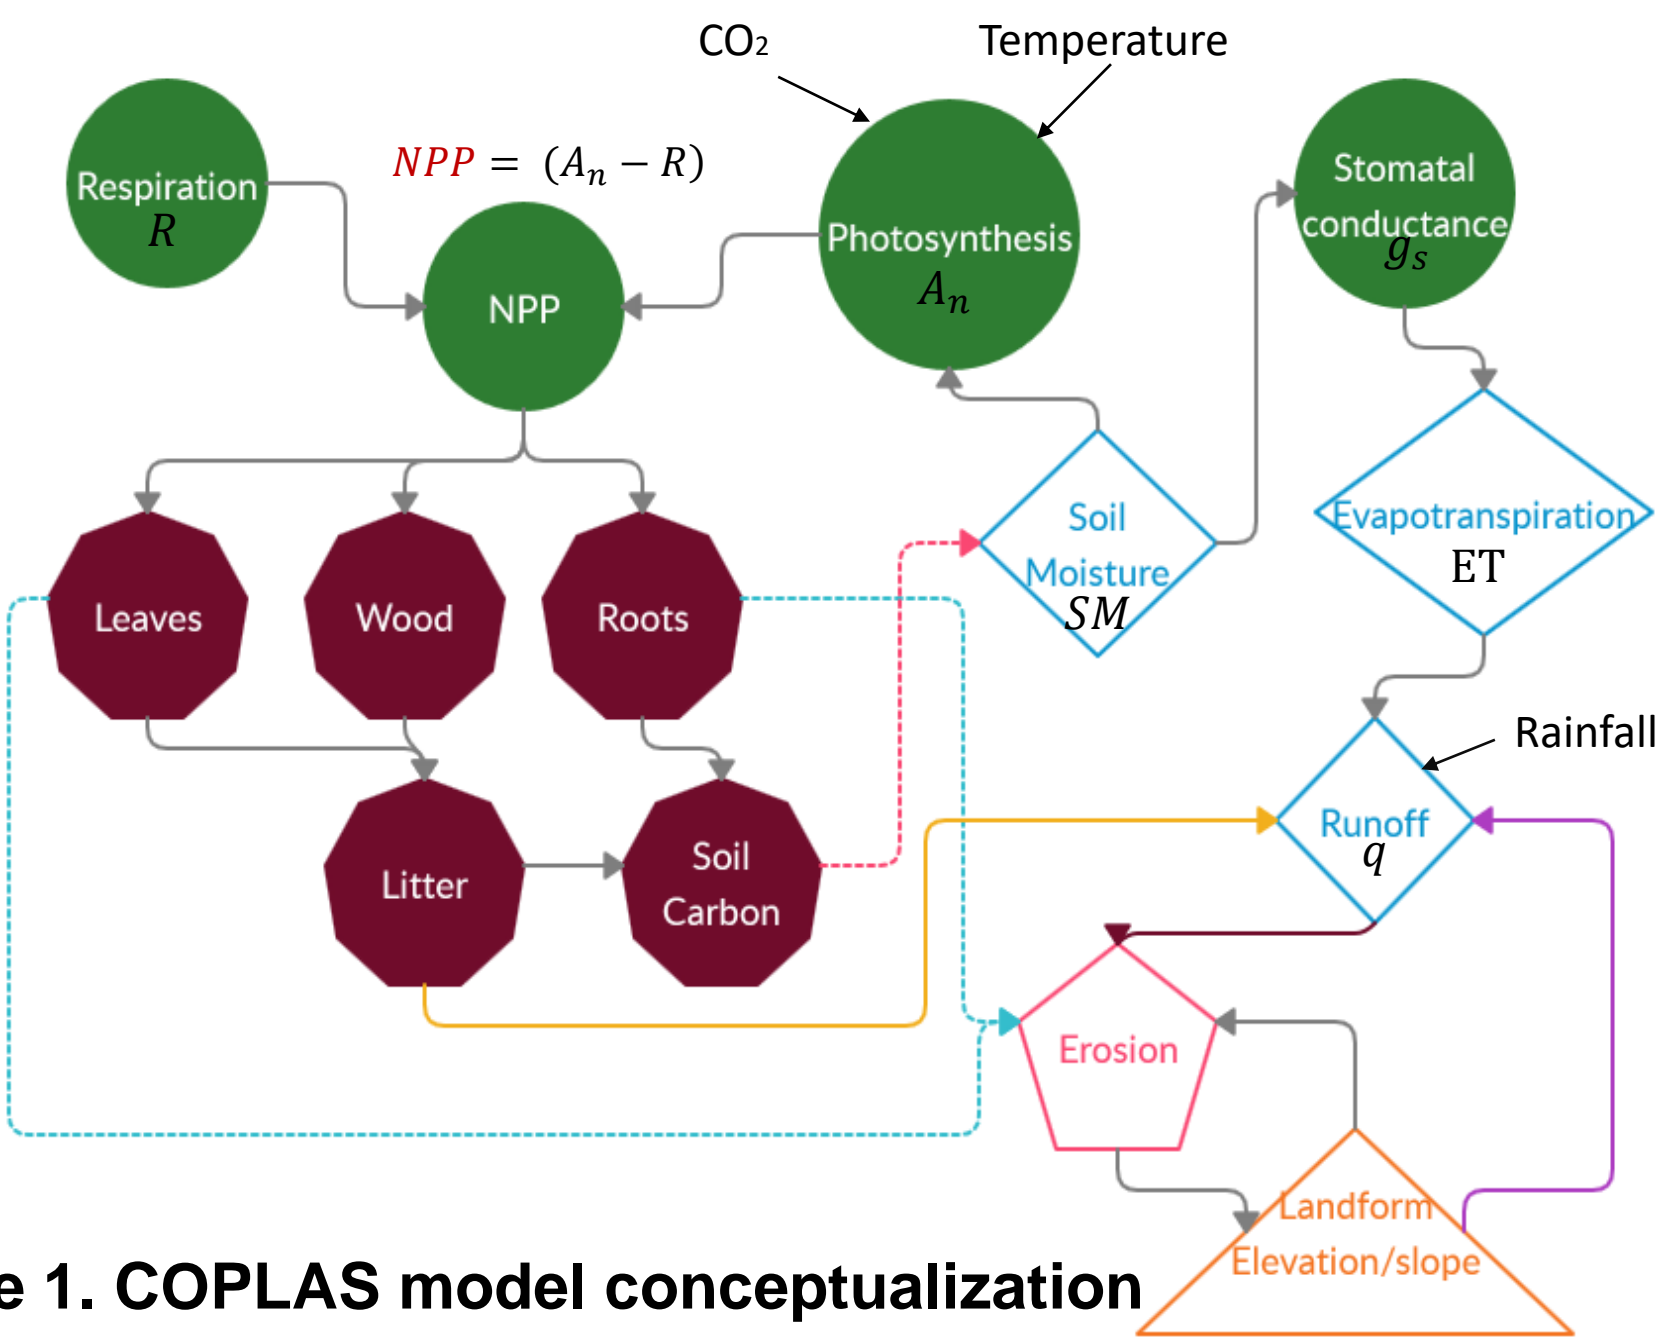 CO₂
Temperature
Respiration
R
NPP = (Aₙ − R)
NPP
Photosynthesis
Aₙ
Stomatal
conductance
gₛ
Soil
Moisture
SM
Evapotranspiration
ET
Leaves
Wood
Roots
Rainfall
Runoff
q
Litter
Soil
Carbon
Erosion
Landform
Elevation/slope
e 1. COPLAS model conceptualization